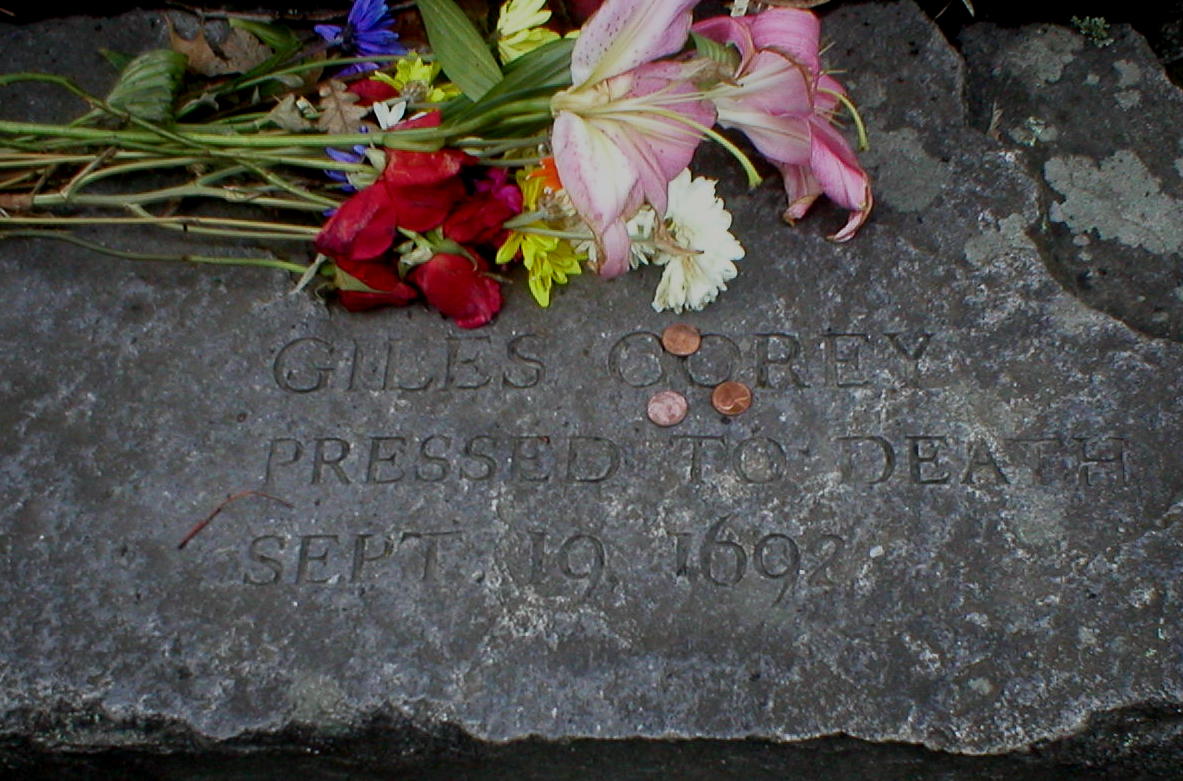 GILES COREY
PRESSED TO DEATH
SEPT. 19, 1692